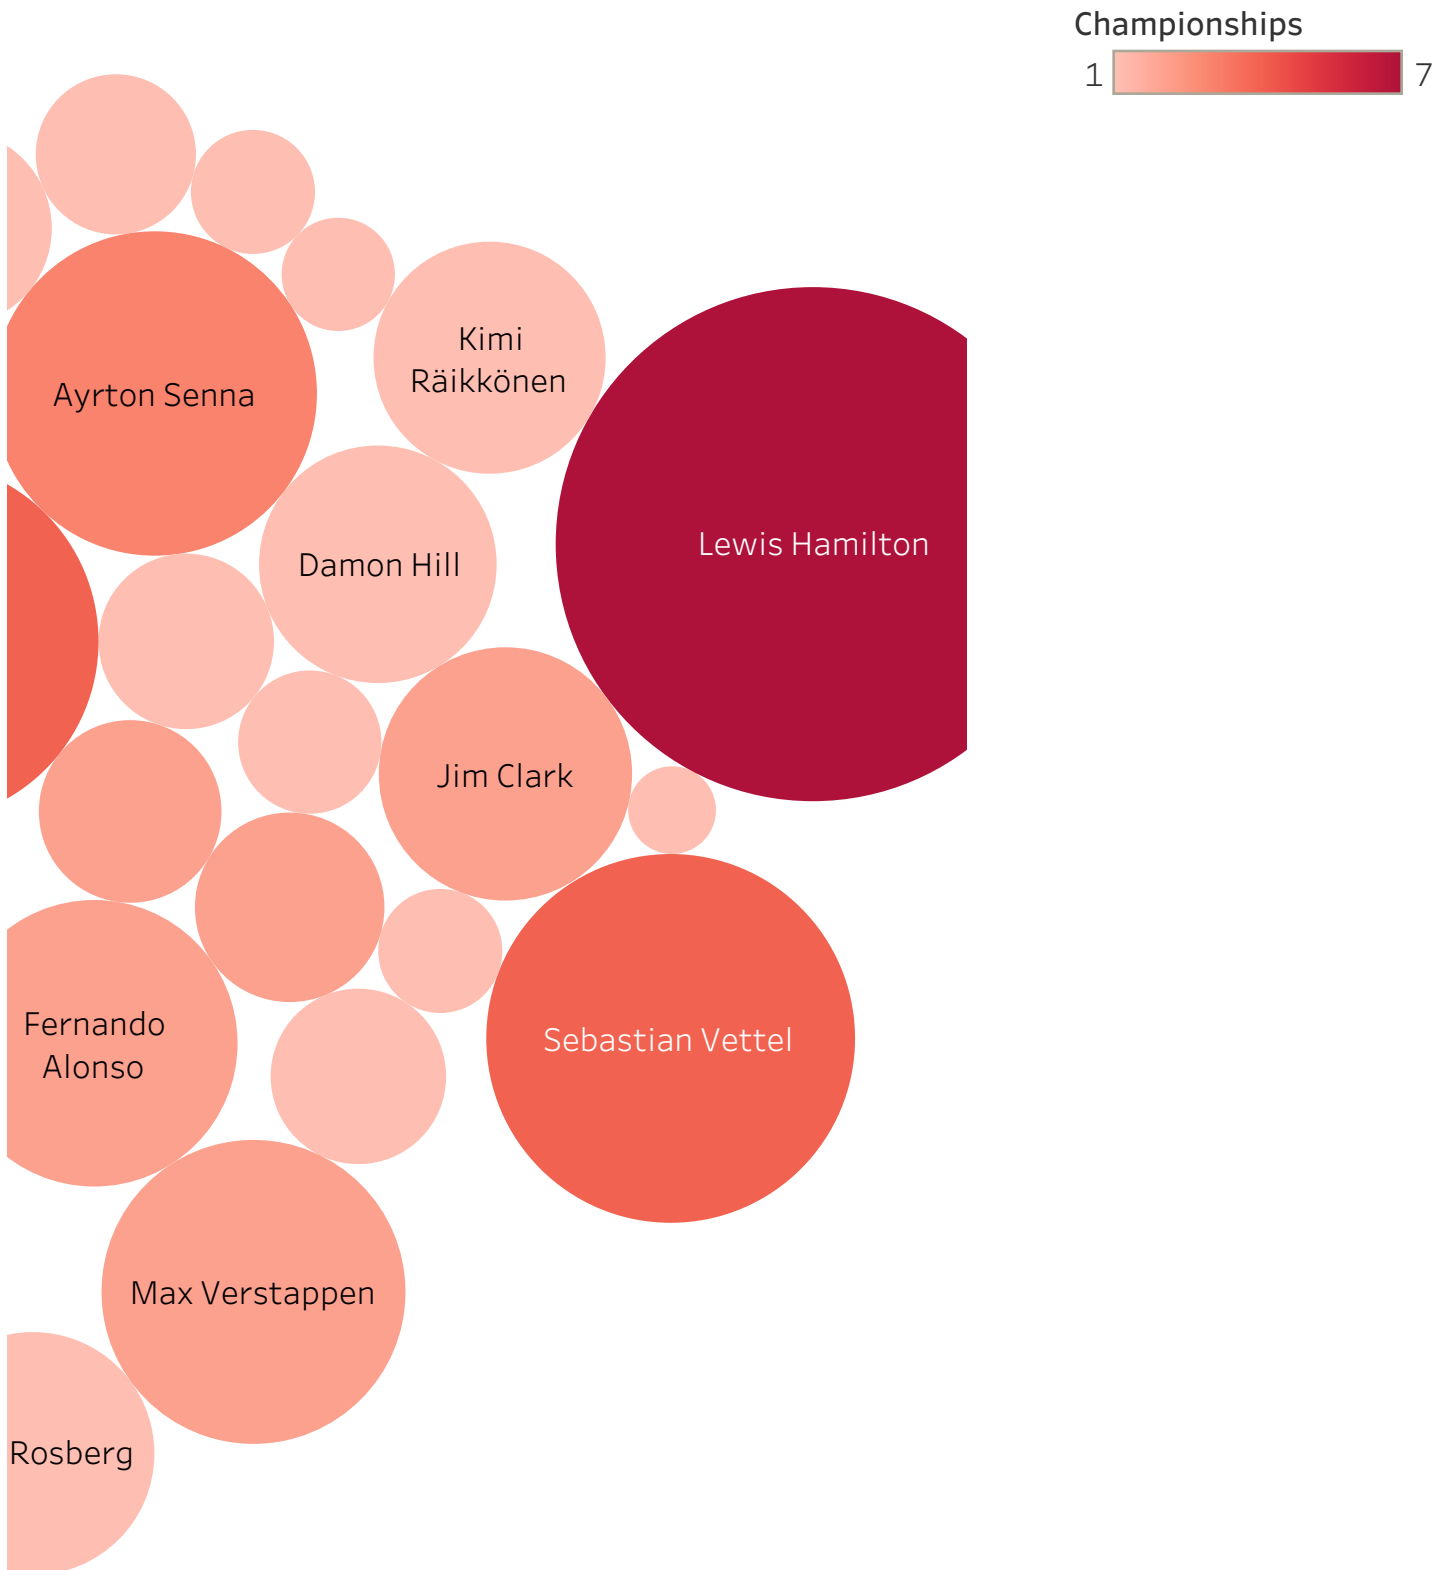 Championships
1
7
Kimi
Räikkönen
Ayrton Senna
Lewis Hamilton
Damon Hill
Jim Clark
Fernando
Alonso
Sebastian Vettel
Max Verstappen
Rosberg